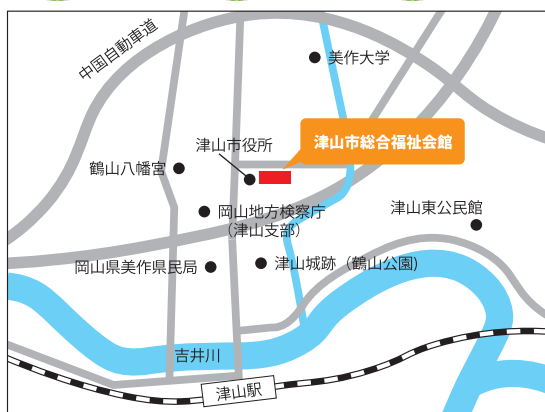 中国自動車道
美作大学
津山市総合福祉会館
津山市役所
鶴山八幡宮
岡山地方検察庁
（津山支部）
津山東公民館
岡山県美作県民局
津山城跡（鶴山公園)
吉井川
津山駅